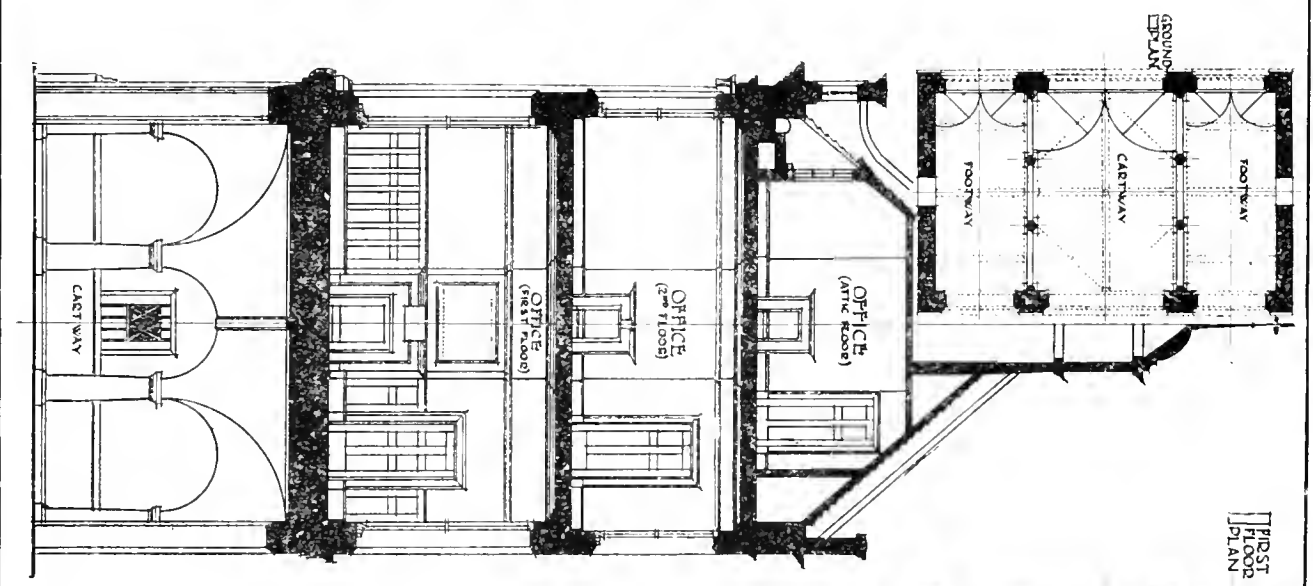 GROUND
PLAN
FOOTWAY
CARTWAY
FOOTWAY
OFFICE
(ATTIC FLOOR)
OFFICE
(2ND FLOOR)
OFFICE
(FIRST FLOOR)
CARTWAY
FIRST
FLOOR
PLAN